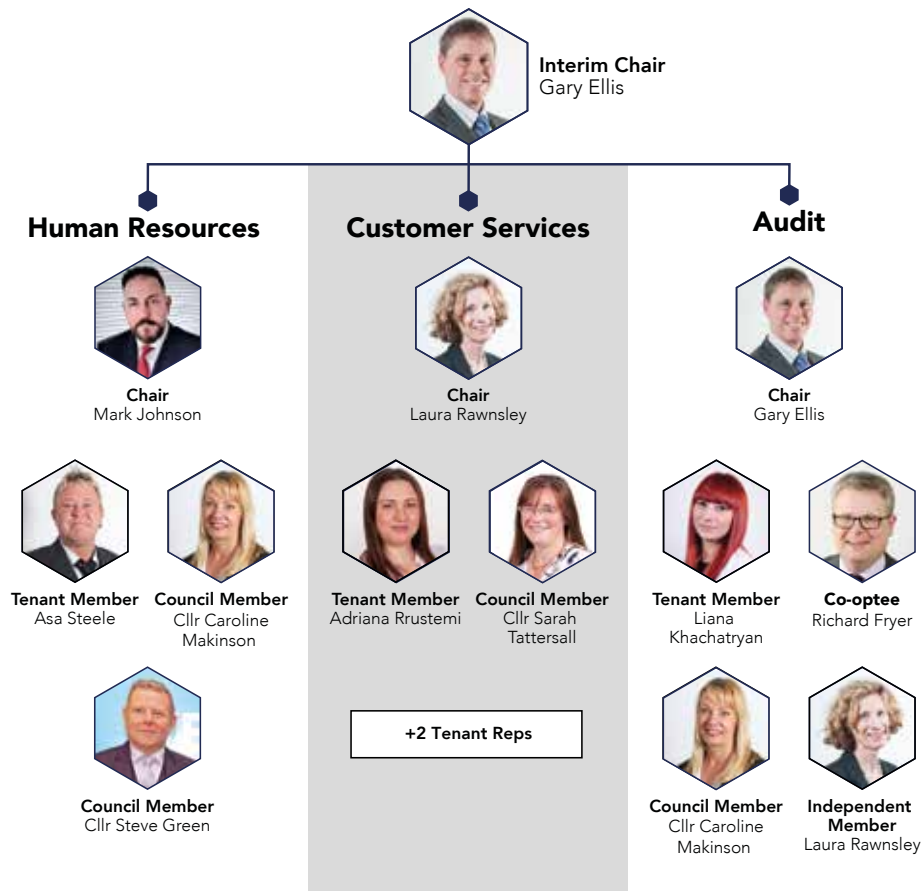 Interim Chair
Gary Ellis
Human Resources
Customer Services
Audit
Chair
Mark Johnson
Chair
Laura Rawnsley
Chair
Gary Ellis
Tenant Member
Asa Steele
Council Member
Cllr Caroline
Makinson
Tenant Member
Adriana Rrustemi
Council Member
Cllr Sarah
Tattersall
Tenant Member
Liana
Khachatryan
Co-optee
Richard Fryer
Council Member
Cllr Steve Green
+2 Tenant Reps
Council Member
Cllr Caroline
Makinson
Independent
Member
Laura Rawnsley